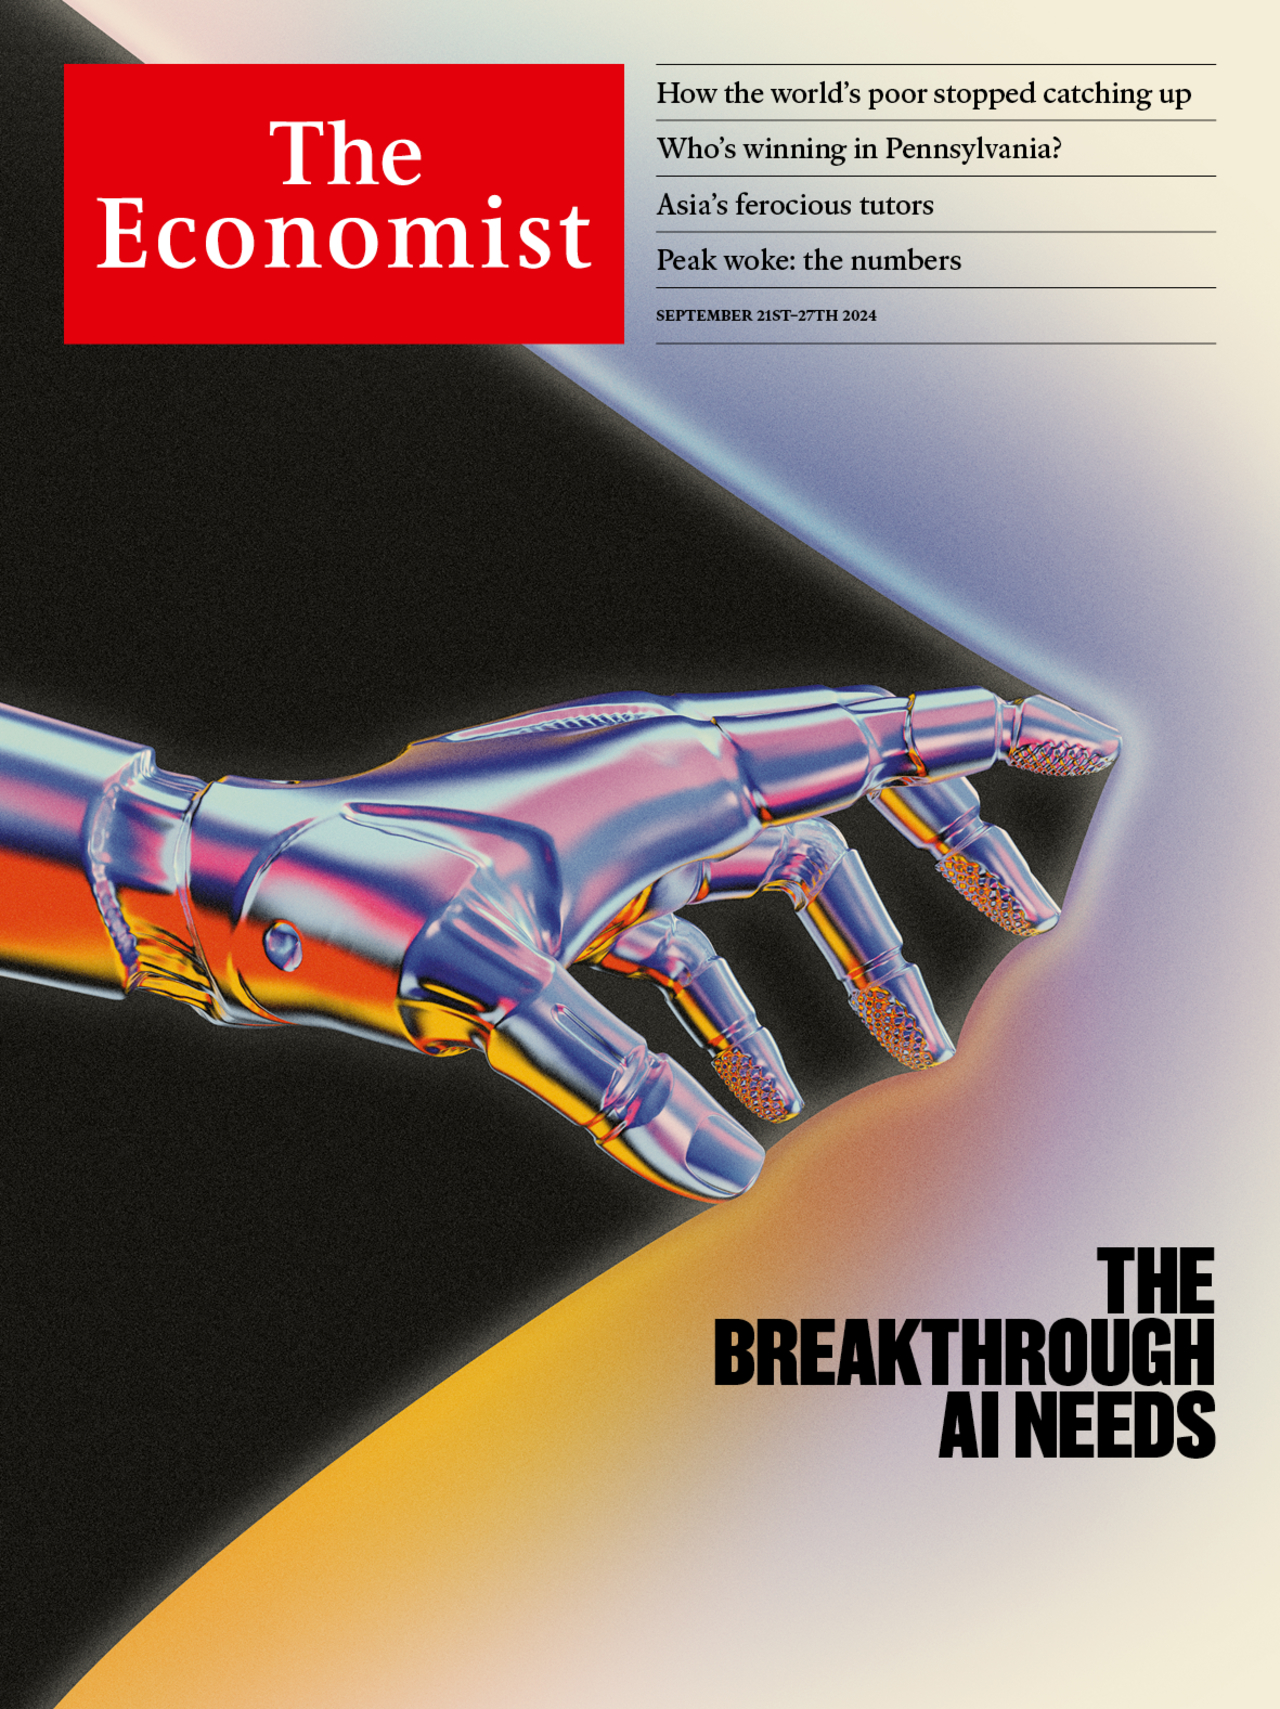 The
Economist
How the world’s poor stopped catching up
Who’s winning in Pennsylvania?
Asia’s ferocious tutors
Peak woke: the numbers
SEPTEMBER 21ST–27TH 2024
THE
BREAKTHROUGH
AI NEEDS